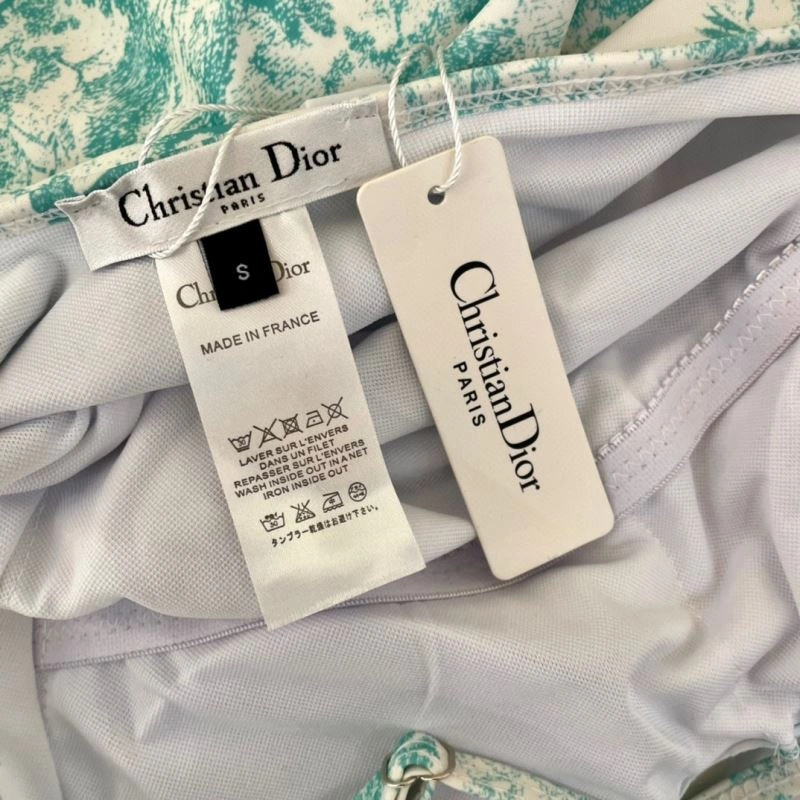 Christian Dior
PARIS
S
Dior
MADE IN FRANCE
LAVER SUR L'ENVERS
DANS UN FILET
REPASSER SUR L'ENVERS
WASH INSIDE OUT IN A NET
IRON INSIDE OUT
タンブラー乾燥はお避け下さい。
Christian Dior
PARIS